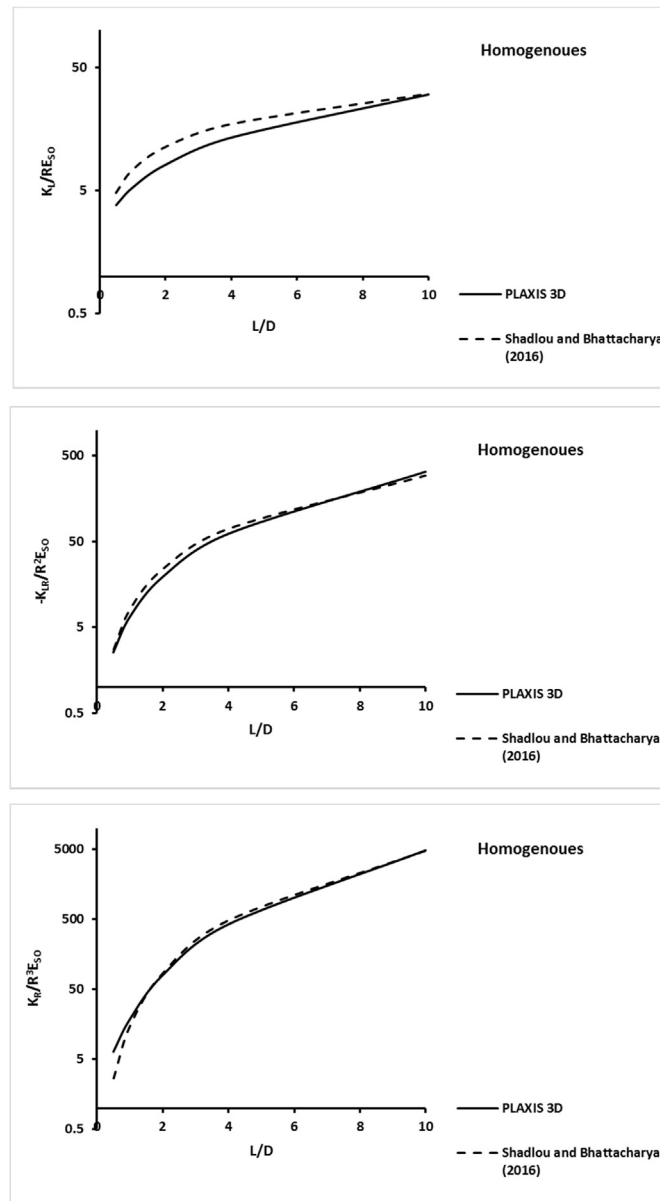 Homogenoues
50
5
0.5
K_L/RE_SO
0 2 4 6 8 10
L/D
PLAXIS 3D
Shadlou and Bhattacharya
(2016)
Homogenoues
500
50
5
0.5
-K_LR/R²E_SO
0 2 4 6 8 10
L/D
PLAXIS 3D
Shadlou and Bhattacharya
(2016)
Homogenoues
5000
500
50
5
0.5
K_R/R³E_SO
0 2 4 6 8 10
L/D
PLAXIS 3D
Shadlou and Bhattacharya
(2016)